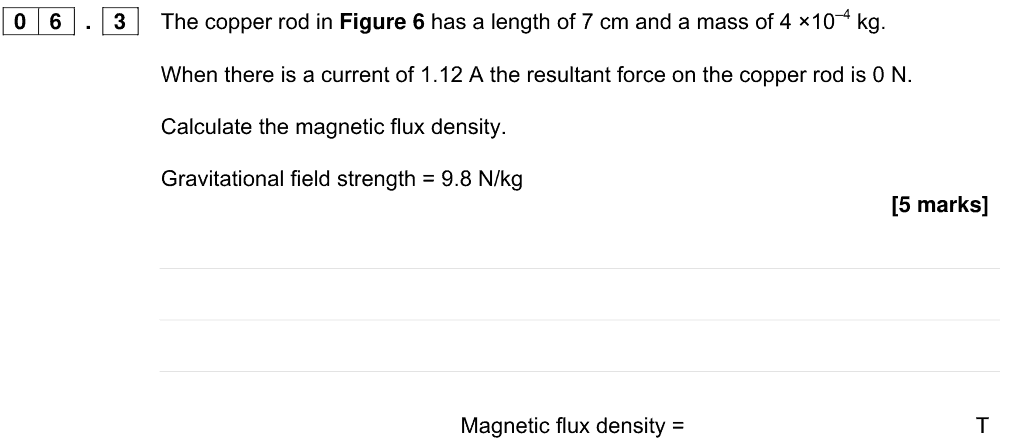 0 6 . 3 The copper rod in Figure 6 has a length of 7 cm and a mass of 4 ×10⁻⁴ kg.
When there is a current of 1.12 A the resultant force on the copper rod is 0 N.
Calculate the magnetic flux density.
Gravitational field strength = 9.8 N/kg
[5 marks]
Magnetic flux density = T